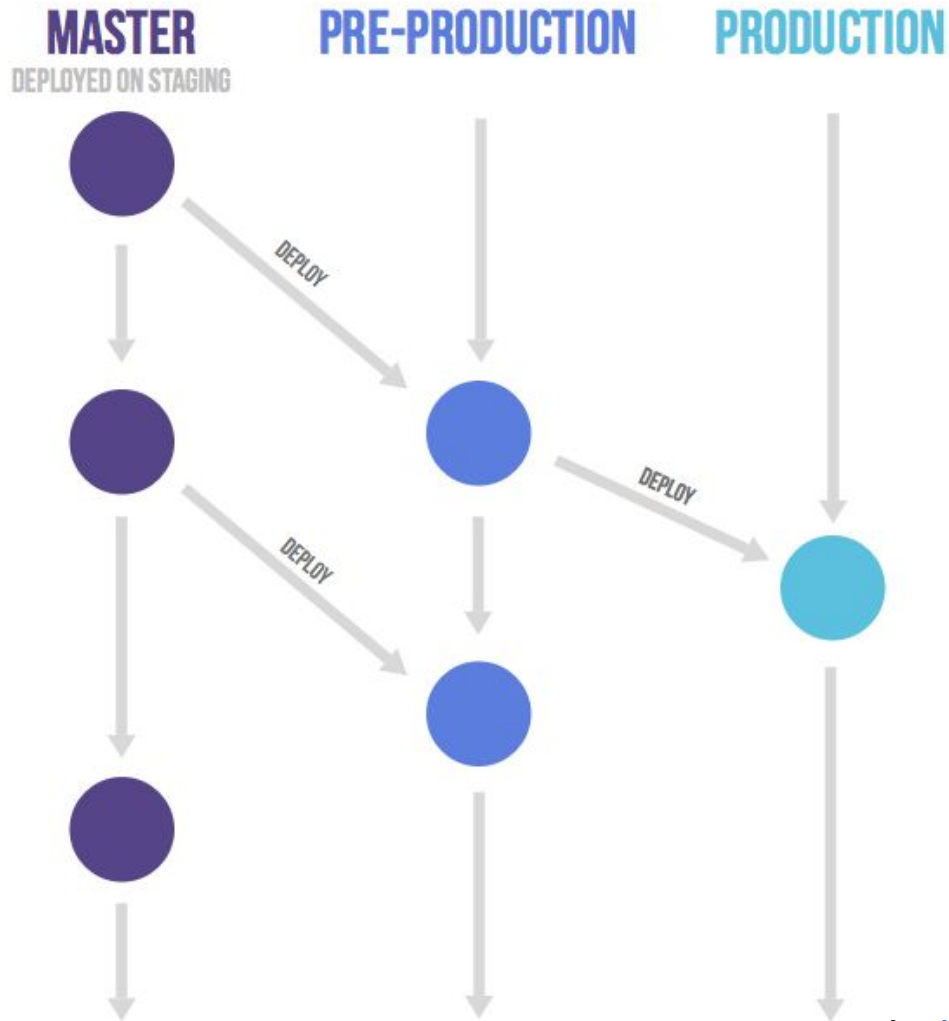 MASTER
DEPLOYED ON STAGING
PRE-PRODUCTION
PRODUCTION
DEPLOY
DEPLOY
DEPLOY